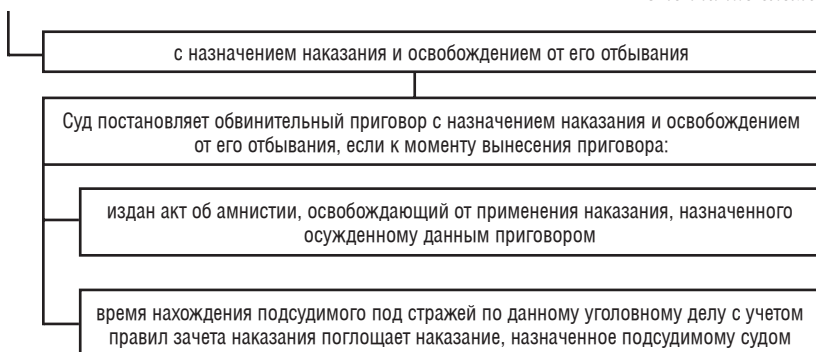 с назначением наказания и освобождением от его отбывания
Суд постановляет обвинительный приговор с назначением наказания и освобождением
от его отбывания, если к моменту вынесения приговора:
издан акт об амнистии, освобождающий от применения наказания, назначенного
осужденному данным приговором
время нахождения подсудимого под стражей по данному уголовному делу с учетом
правил зачета наказания поглощает наказание, назначенное подсудимому судом